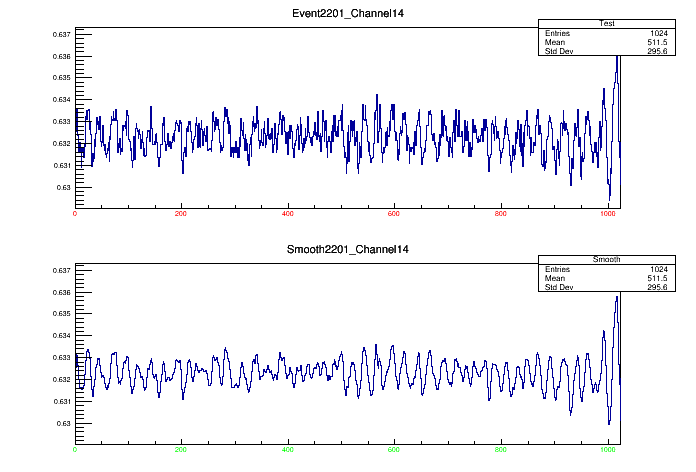 Event2201_Channel14
Test
Entries 1024
Mean 511.5
Std Dev 295.6
0.637
0.636
0.635
0.634
0.633
0.632
0.631
0.63
0 200 400 600 800 1000
Smooth2201_Channel14
Smooth
Entries 1024
Mean 511.5
Std Dev 295.6
0.637
0.636
0.635
0.634
0.633
0.632
0.631
0.63
0 200 400 600 800 1000